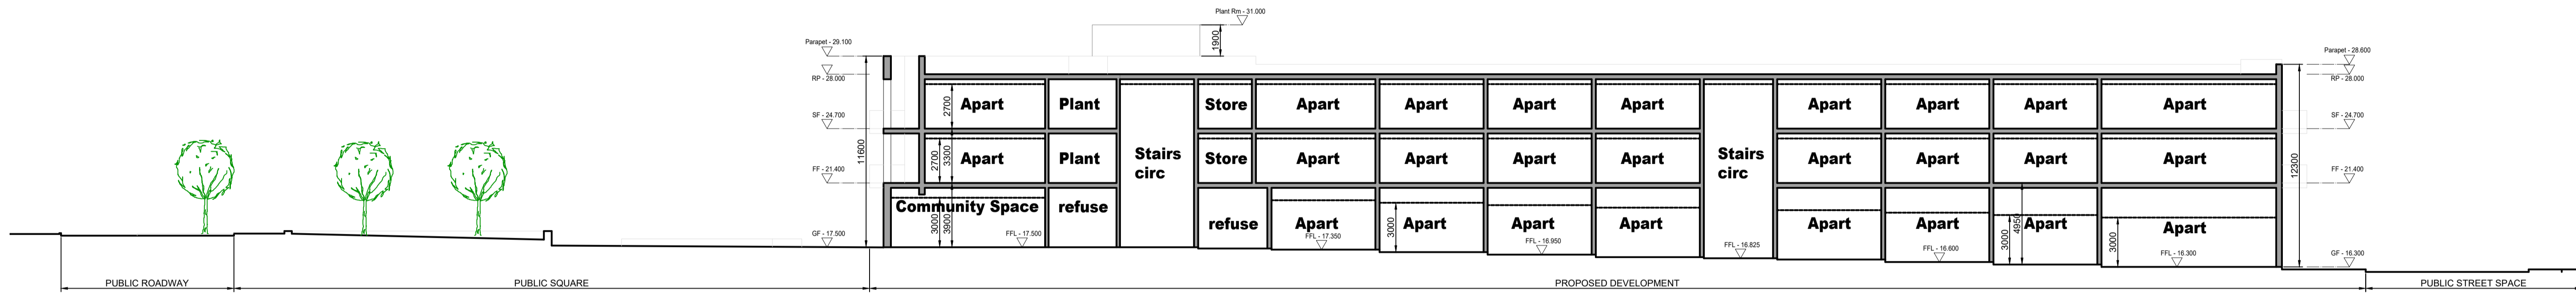 Plant Rm - 31.000
1900
Parapet - 29.100
RP - 28.000
SF - 24.700
FF - 21.400
GF - 17.500
11600
Apart
Plant
Store
Apart
Apart
Apart
Apart
Apart
Apart
Apart
Apart
2700
Apart
Plant
Stairs
circ
Store
Apart
Apart
Apart
Apart
Stairs
circ
Apart
Apart
Apart
Apart
2700
3300
Community Space
refuse
refuse
Apart
Apart
Apart
Apart
Apart
Apart
Apart
Apart
3000
3900
3000
3000
4950
3000
FFL - 17.500
FFL - 17.350
FFL - 16.950
FFL - 16.825
FFL - 16.600
FFL - 16.300
Parapet - 28.600
RP - 28.000
SF - 24.700
FF - 21.400
GF - 16.300
12300
PUBLIC ROADWAY
PUBLIC SQUARE
PROPOSED DEVELOPMENT
PUBLIC STREET SPACE